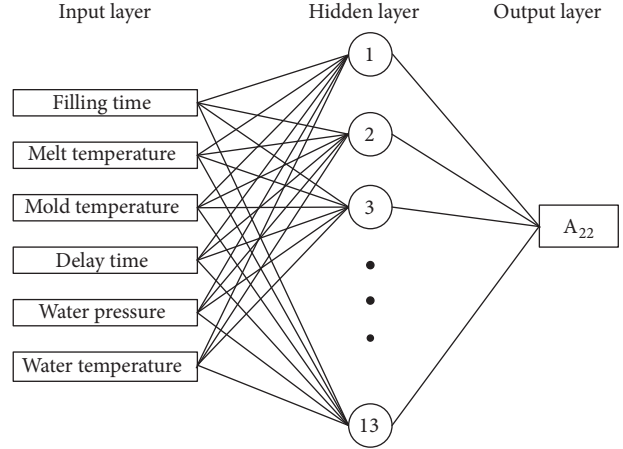 Input layer
Hidden layer
Output layer
1
Filling time
2
Melt temperature
Mold temperature
3
A₂₂
Delay time
Water pressure
Water temperature
13